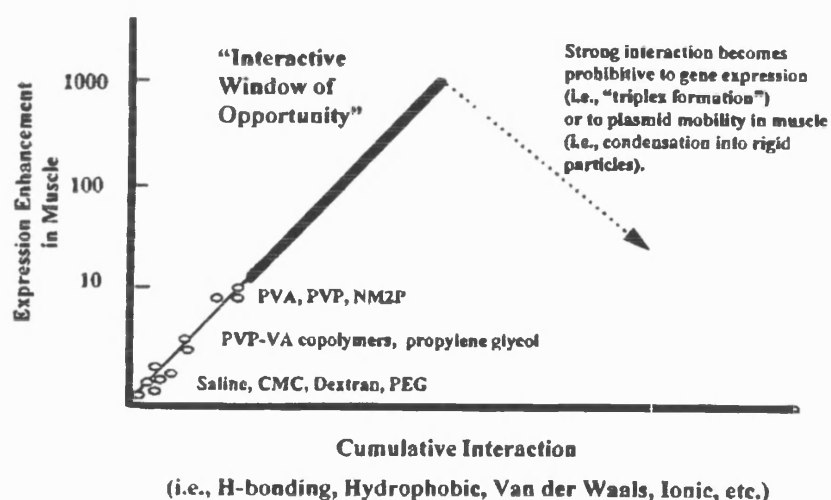 Expression Enhancement
in Muscle
1000
100
10
“Interactive
Window of
Opportunity”
Strong interaction becomes
prohibitive to gene expression
(i.e., “triplex formation”)
or to plasmid mobility in muscle
(i.e., condensation into rigid
particles).
PVA, PVP, NM2P
PVP-VA copolymers, propylene glycol
Saline, CMC, Dextran, PEG
Cumulative Interaction
(i.e., H-bonding, Hydrophobic, Van der Waals, Ionic, etc.)